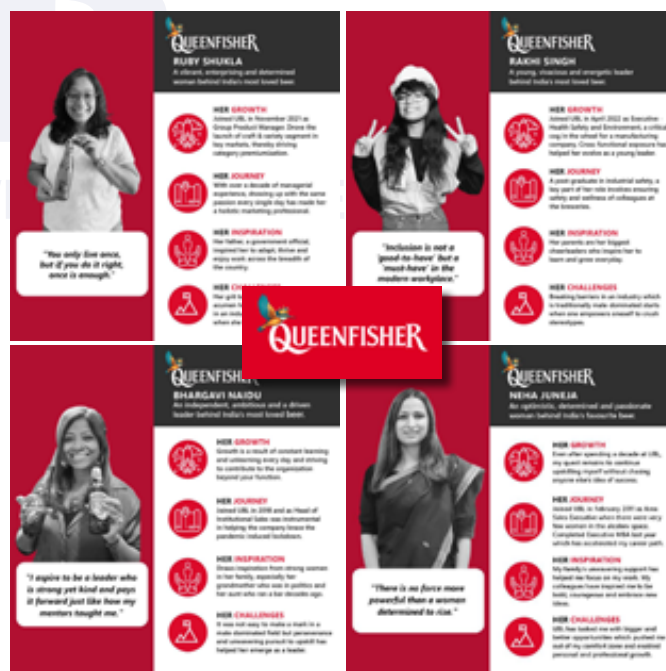 QUEENFISHER
RUBY SHUKLA
A vibrant, enterprising and determined
woman behind India's most loved beer.
HER GROWTH
Joined UBL in November 2021 as
Group Product Manager. Drove the
launch of craft & variety segment in
key markets, thereby driving
category premiumization.
HER JOURNEY
With over a decade of managerial
experience, showing up with the same
passion every single day has made her
a holistic marketing professional.
HER INSPIRATION
Her father, a government official,
inspired her to adapt, thrive and
enjoy work across the breadth of
the country.
HER
Her grit
women
in an
when she
"You only live once,
but if you do it right,
once is enough."
QUEENFISHER
RAKHI SINGH
A young, vivacious and energetic leader
behind India's most loved beer.
HER GROWTH
Joined UBL in April 2022 as Executive -
Health Safety and Environment, a critical
cog in the wheel for a manufacturing
company. Cross functional exposure has
helped her evolve as a young leader.
HER JOURNEY
A post graduate in industrial safety, a
key part of her role involves ensuring
safety and wellness of colleagues at
the breweries.
HER INSPIRATION
Her parents are her biggest
cheerleaders who inspire her to
learn and grow everyday.
HER CHALLENGES
Breaking barriers in an industry which
is traditionally male dominated starts
when one empowers oneself to crush
stereotypes.
"Inclusion is not a
'good-to-have' but a
'must-have' in the
modern workplace."
QUEENFISHER
QUEENFISHER
BHARGAVI NAIDU
An independent, ambitious and a driven
leader behind India's most loved beer.
HER GROWTH
Growth is a result of constant learning
and unlearning every day and striving
to contribute to the organization
beyond your function.
HER JOURNEY
Joined UBL in 2018 and as Head of
Institutional Sales was instrumental
in helping the company brave the
pandemic induced lockdown.
HER INSPIRATION
Draws inspiration from strong women
in her family, especially her
grandmother who was in politics and
her aunt who ran a bar decades ago.
HER CHALLENGES
It was not easy to make a mark in a
male dominated field but perseverance
and unwavering pursuit to upskill has
helped her emerge as a leader.
"I aspire to be a leader who
is strong yet kind and pays
it forward just like how my
mentors taught me."
QUEENFISHER
NEHA JUNEJA
An optimistic, determined and passionate
woman behind India's favourite beer.
HER GROWTH
Even after spending a decade at UBL,
my quest remains to continue
upskilling myself without chasing
anyone else's idea of success.
HER JOURNEY
Joined UBL in February 2011 as Area
Sales Executive when there were very
few women in the alcobev space.
Completed Executive MBA last year
which has accelerated my career path.
HER INSPIRATION
My family's unwavering support has
helped me focus on my work. My
colleagues have inspired me to be
bold, courageous and embrace new
ideas.
HER CHALLENGES
UBL has tasked me with bigger and
better opportunities which pushed me
out of my comfort zone and enabled
personal and professional growth.
"There is no force more
powerful than a woman
determined to rise."